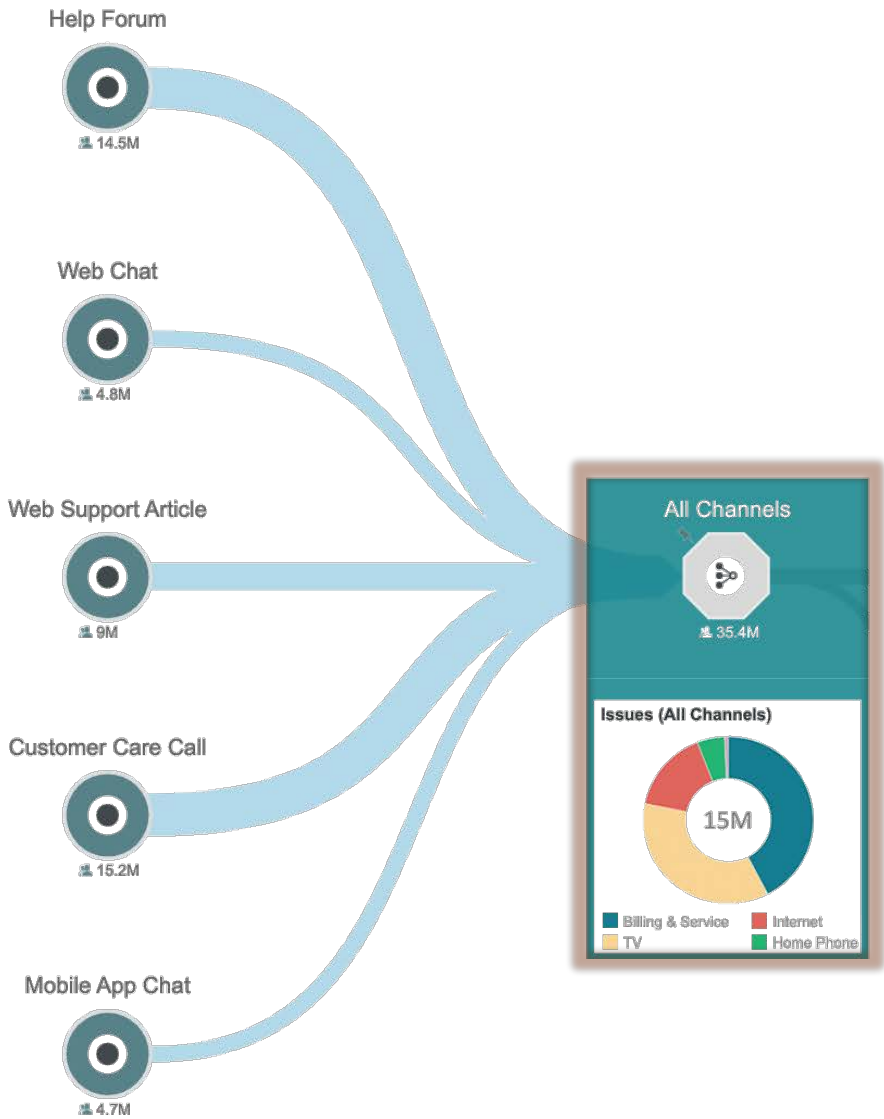 Help Forum
14.5M
Web Chat
4.8M
Web Support Article
9M
Customer Care Call
15.2M
Mobile App Chat
4.7M
All Channels
35.4M
Issues (All Channels)
15M
Billing & Service
Internet
TV
Home Phone